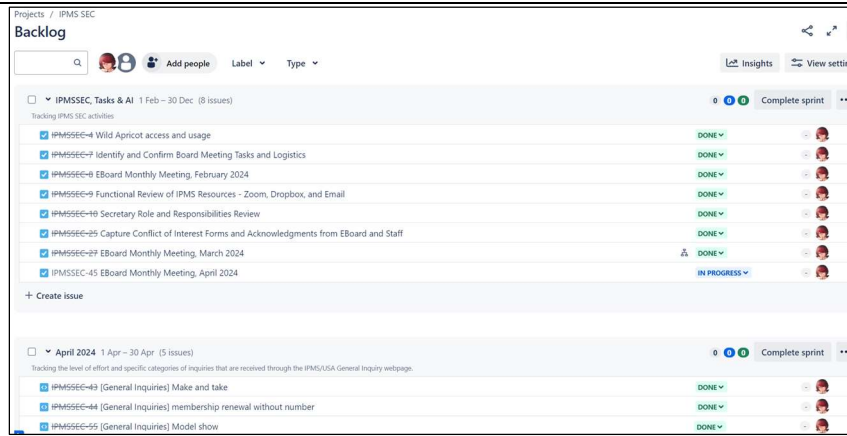 Projects / IPMS SEC
Backlog
Add people Label Type Insights View settin
IPMSSEC, Tasks & AI 1 Feb – 30 Dec (8 issues) 0 0 0 Complete sprint
Tracking IPMS SEC activities
IPMSSEC-4 Wild Apricot access and usage DONE -
IPMSSEC-7 Identify and Confirm Board Meeting Tasks and Logistics DONE -
IPMSSEC-8 EBoard Monthly Meeting, February 2024 DONE -
IPMSSEC-9 Functional Review of IPMS Resources - Zoom, Dropbox, and Email DONE -
IPMSSEC-10 Secretary Role and Responsibilities Review DONE -
IPMSSEC-25 Capture Conflict of Interest Forms and Acknowledgments from EBoard and Staff DONE -
IPMSSEC-27 EBoard Monthly Meeting, March 2024 DONE -
IPMSSEC-45 EBoard Monthly Meeting, April 2024 IN PROGRESS -
+ Create issue
April 2024 1 Apr – 30 Apr (5 issues) 0 0 0 Complete sprint
Tracking the level of effort and specific categories of inquiries that are received through the IPMS/USA General Inquiry webpage.
IPMSSEC-43 [General Inquiries] Make and take DONE -
IPMSSEC-44 [General Inquiries] membership renewal without number DONE -
IPMSSEC-55 [General Inquiries] Model show DONE -